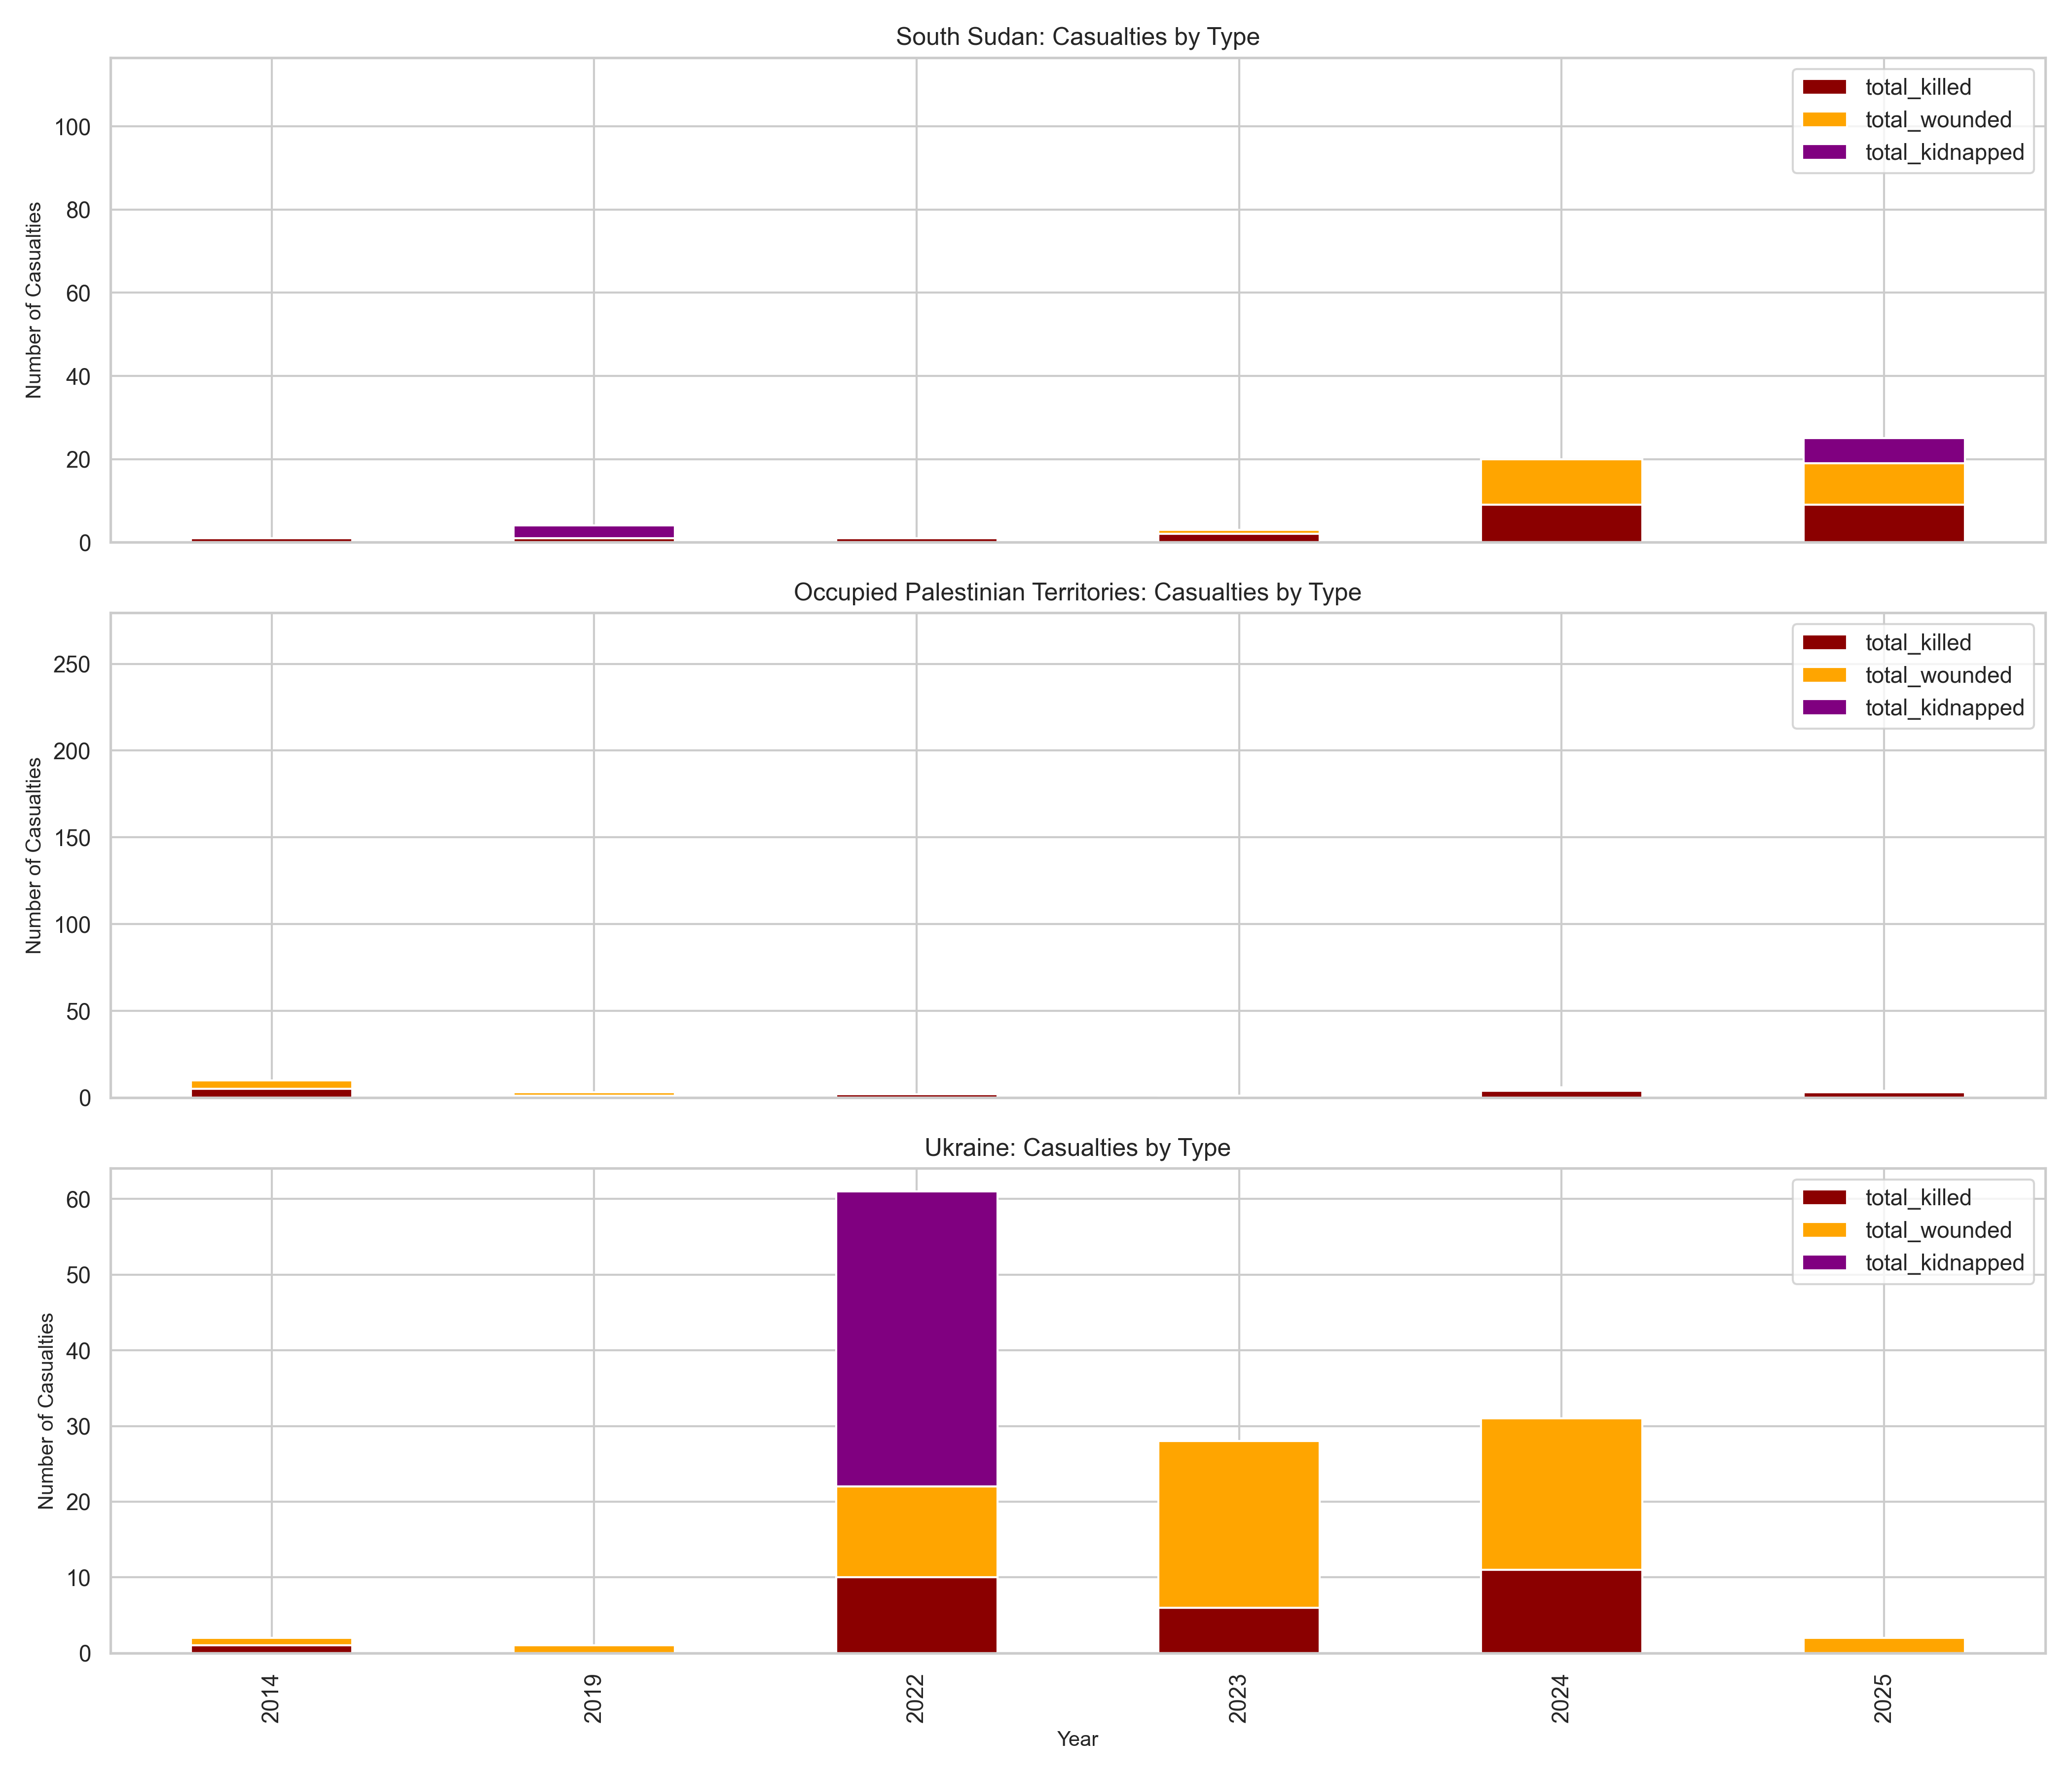 South Sudan: Casualties by Type
total_killed
total_wounded
total_kidnapped
Number of Casualties
100
80
60
40
20
0
Occupied Palestinian Territories: Casualties by Type
total_killed
total_wounded
total_kidnapped
Number of Casualties
250
200
150
100
50
0
Ukraine: Casualties by Type
total_killed
total_wounded
total_kidnapped
Number of Casualties
60
50
40
30
20
10
0
2014 2019 2022 2023 2024 2025
Year